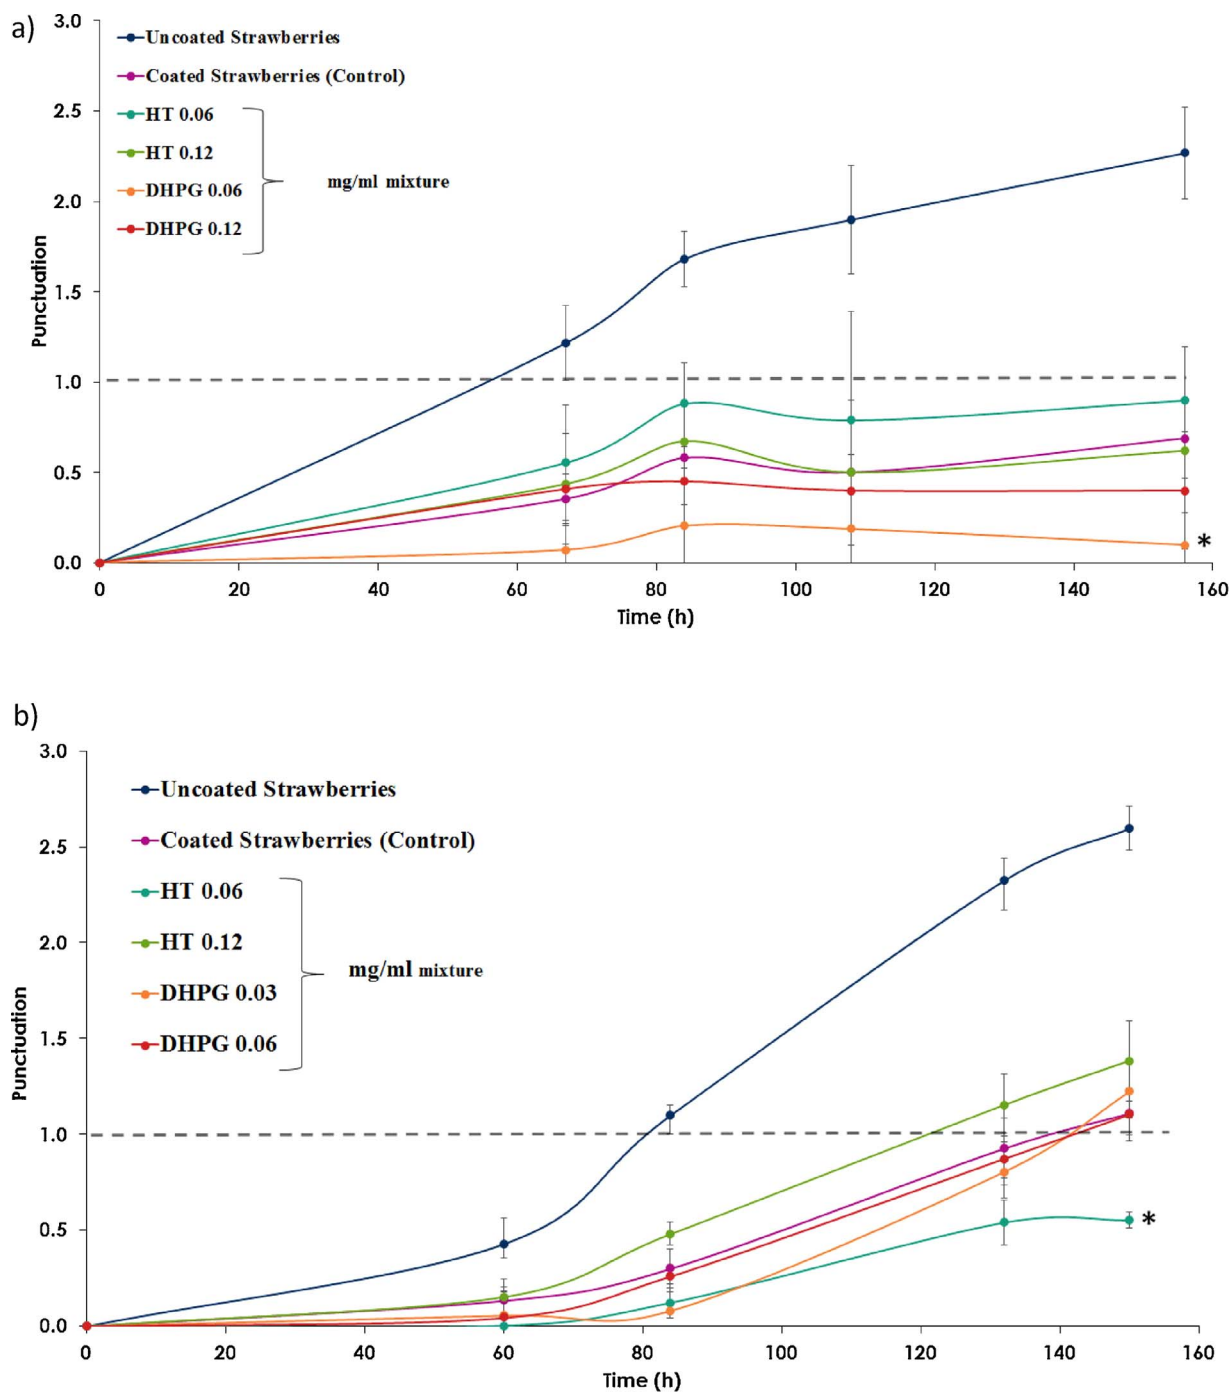 a)
3.0
Uncoated Strawberries
Coated Strawberries (Control)
2.5
HT 0.06
HT 0.12
mg/ml mixture
DHPG 0.06
2.0
DHPG 0.12
Punctuation
1.5
1.0
0.5
*
0.0
0 20 40 60 80 100 120 140 160
Time (h)
b)
3.0
Uncoated Strawberries
Coated Strawberries (Control)
2.5
HT 0.06
HT 0.12
2.0
mg/ml mixture
DHPG 0.03
1.5
DHPG 0.06
Punctuation
1.0
0.5
*
0.0
0 20 40 60 80 100 120 140 160
Time (h)